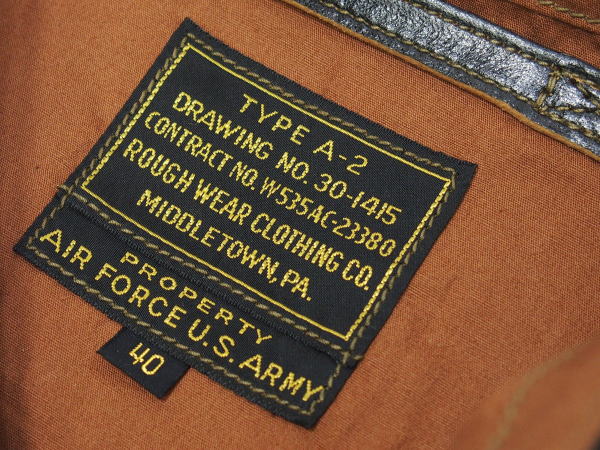 TYPE A-2
DRAWING NO. 30-1415
CONTRACT NO. W535AC-23380
ROUGH WEAR CLOTHING CO.
MIDDLETOWN, PA.
PROPERTY
AIR FORCE U.S. ARMY
40